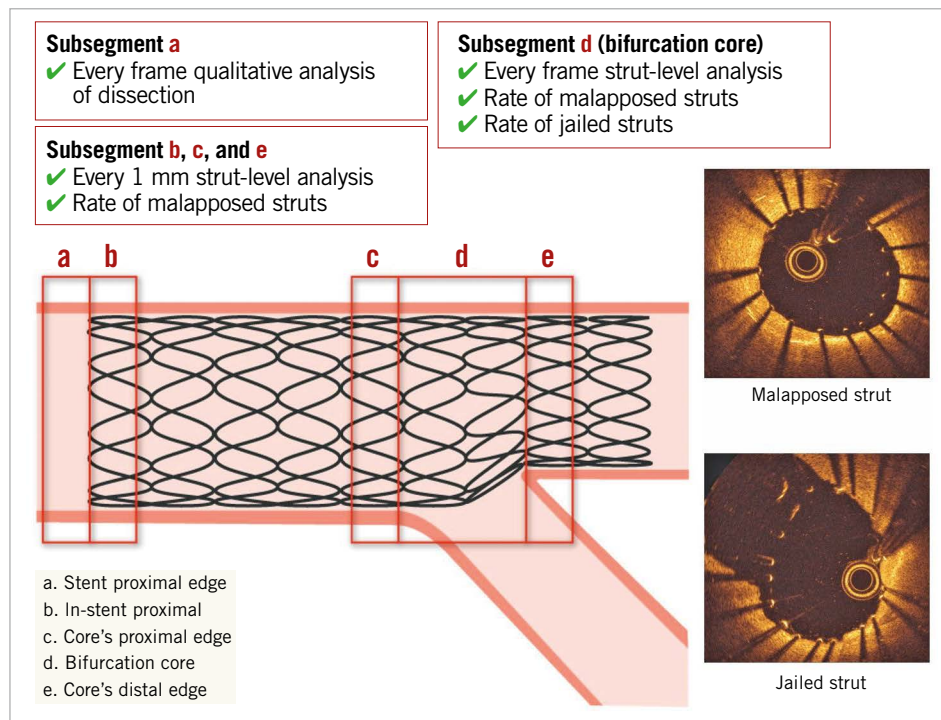 Subsegment a
✔ Every frame qualitative analysis
of dissection
Subsegment d (bifurcation core)
✔ Every frame strut-level analysis
✔ Rate of malapposed struts
✔ Rate of jailed struts
Subsegment b, c, and e
✔ Every 1 mm strut-level analysis
✔ Rate of malapposed struts
a b c d e
Malapposed strut
a. Stent proximal edge
b. In-stent proximal
c. Core’s proximal edge
d. Bifurcation core
e. Core’s distal edge
Jailed strut